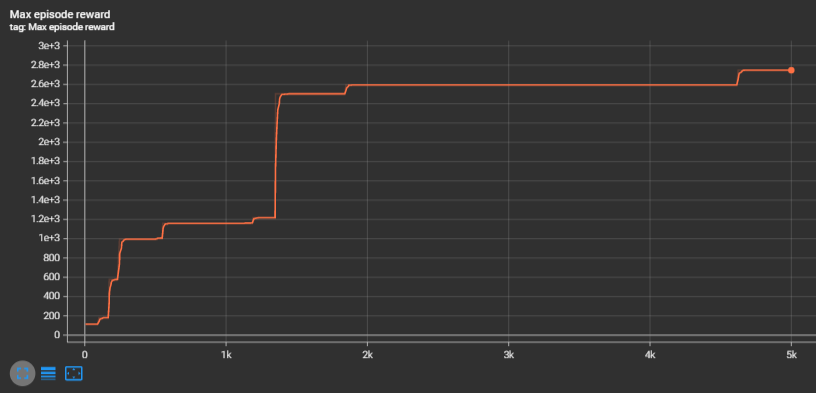 Max episode reward
tag: Max episode reward
3e+3
2.8e+3
2.6e+3
2.4e+3
2.2e+3
2e+3
1.8e+3
1.6e+3
1.4e+3
1.2e+3
1e+3
800
600
400
200
0
0 1k 2k 3k 4k 5k